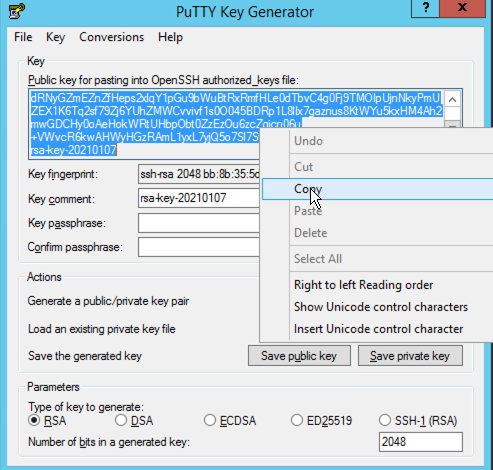 PuTTY Key Generator
? x
File Key Conversions Help
Key
Public key for pasting into OpenSSH authorized_keys file:
rsa-key-20210107
Undo
Cut
Copy
Paste
Delete
Select All
Right to left Reading order
Show Unicode control characters
Insert Unicode control character
Key fingerprint: ssh-rsa 2048 bb:8b:35:5d
Key comment: rsa-key-20210107
Key passphrase:
Confirm passphrase:
Actions
Generate a public/private key pair
Load an existing private key file
Save the generated key Save public key Save private key
Parameters
Type of key to generate:
RSA DSA ECDSA ED25519 SSH-1 (RSA)
Number of bits in a generated key: 2048